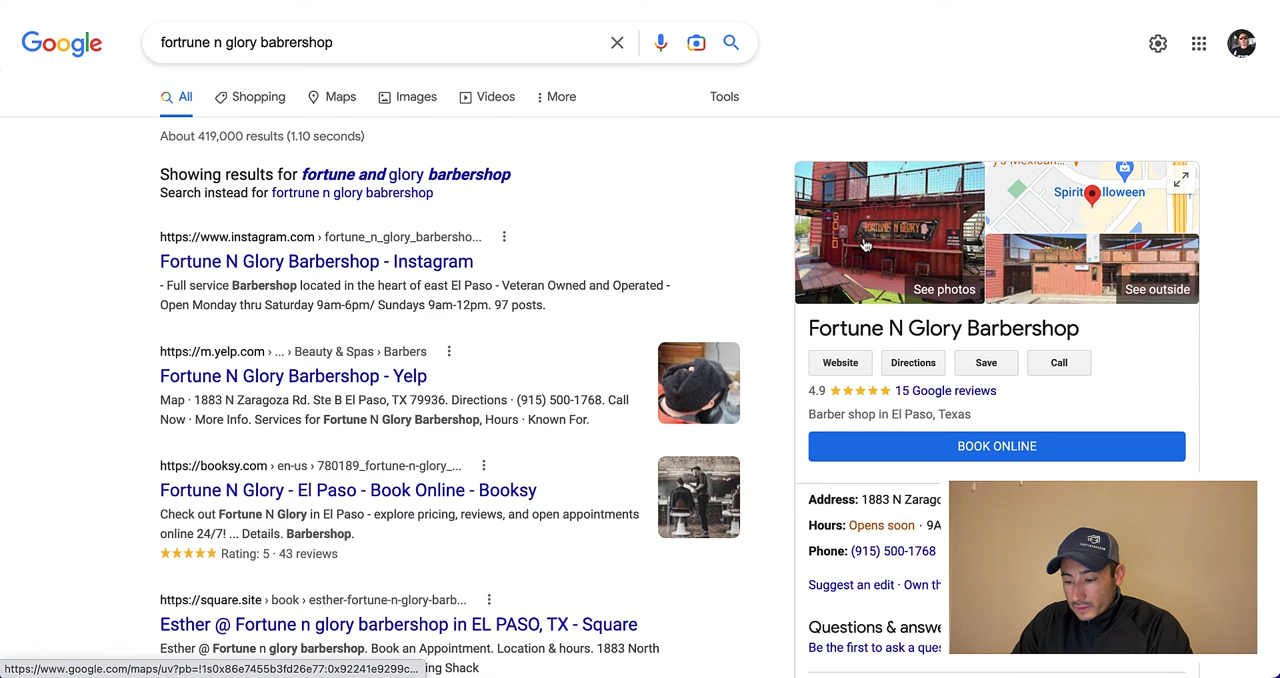 Google
fortrune n glory babrershop
All
Shopping
Maps
Images
Videos
More
Tools
About 419,000 results (1.10 seconds)
Showing results for fortune and glory barbershop
Search instead for fortrune n glory babrershop
https://www.instagram.com › fortune_n_glory_barbersho...
Fortune N Glory Barbershop - Instagram
- Full service Barbershop located in the heart of east El Paso - Veteran Owned and Operated -
Open Monday thru Saturday 9am-6pm/ Sundays 9am-12pm. 97 posts.
https://m.yelp.com › ... › Beauty & Spas › Barbers
Fortune N Glory Barbershop - Yelp
Map · 1883 N Zaragoza Rd. Ste B El Paso, TX 79936. Directions · (915) 500-1768. Call
Now · More Info. Services for Fortune N Glory Barbershop, Hours · Known For.
https://booksy.com › en-us › 780189_fortune-n-glory_...
Fortune N Glory - El Paso - Book Online - Booksy
Check out Fortune N Glory in El Paso - explore pricing, reviews, and open appointments
online 24/7! ... Details. Barbershop.
Rating: 5 · 43 reviews
https://square.site › book › esther-fortune-n-glory-barb...
Esther @ Fortune n glory barbershop in EL PASO, TX - Square
Esther @ Fortune n glory barbershop. Book an Appointment. Location & hours. 1883 North
ing Shack
https://www.google.com/maps/uv?pb=!1s0x86e7455b3fd26e77:0x92241e9299c...
y's Mexican...
Spirit lloween
FORTUNE N GLORY
See photos
See outside
Fortune N Glory Barbershop
Website
Directions
Save
Call
4.9
15 Google reviews
Barber shop in El Paso, Texas
BOOK ONLINE
Address: 1883 N Zarago
Hours: Opens soon · 9A
Phone: (915) 500-1768
Suggest an edit · Own th
Questions & answe
Be the first to ask a ques